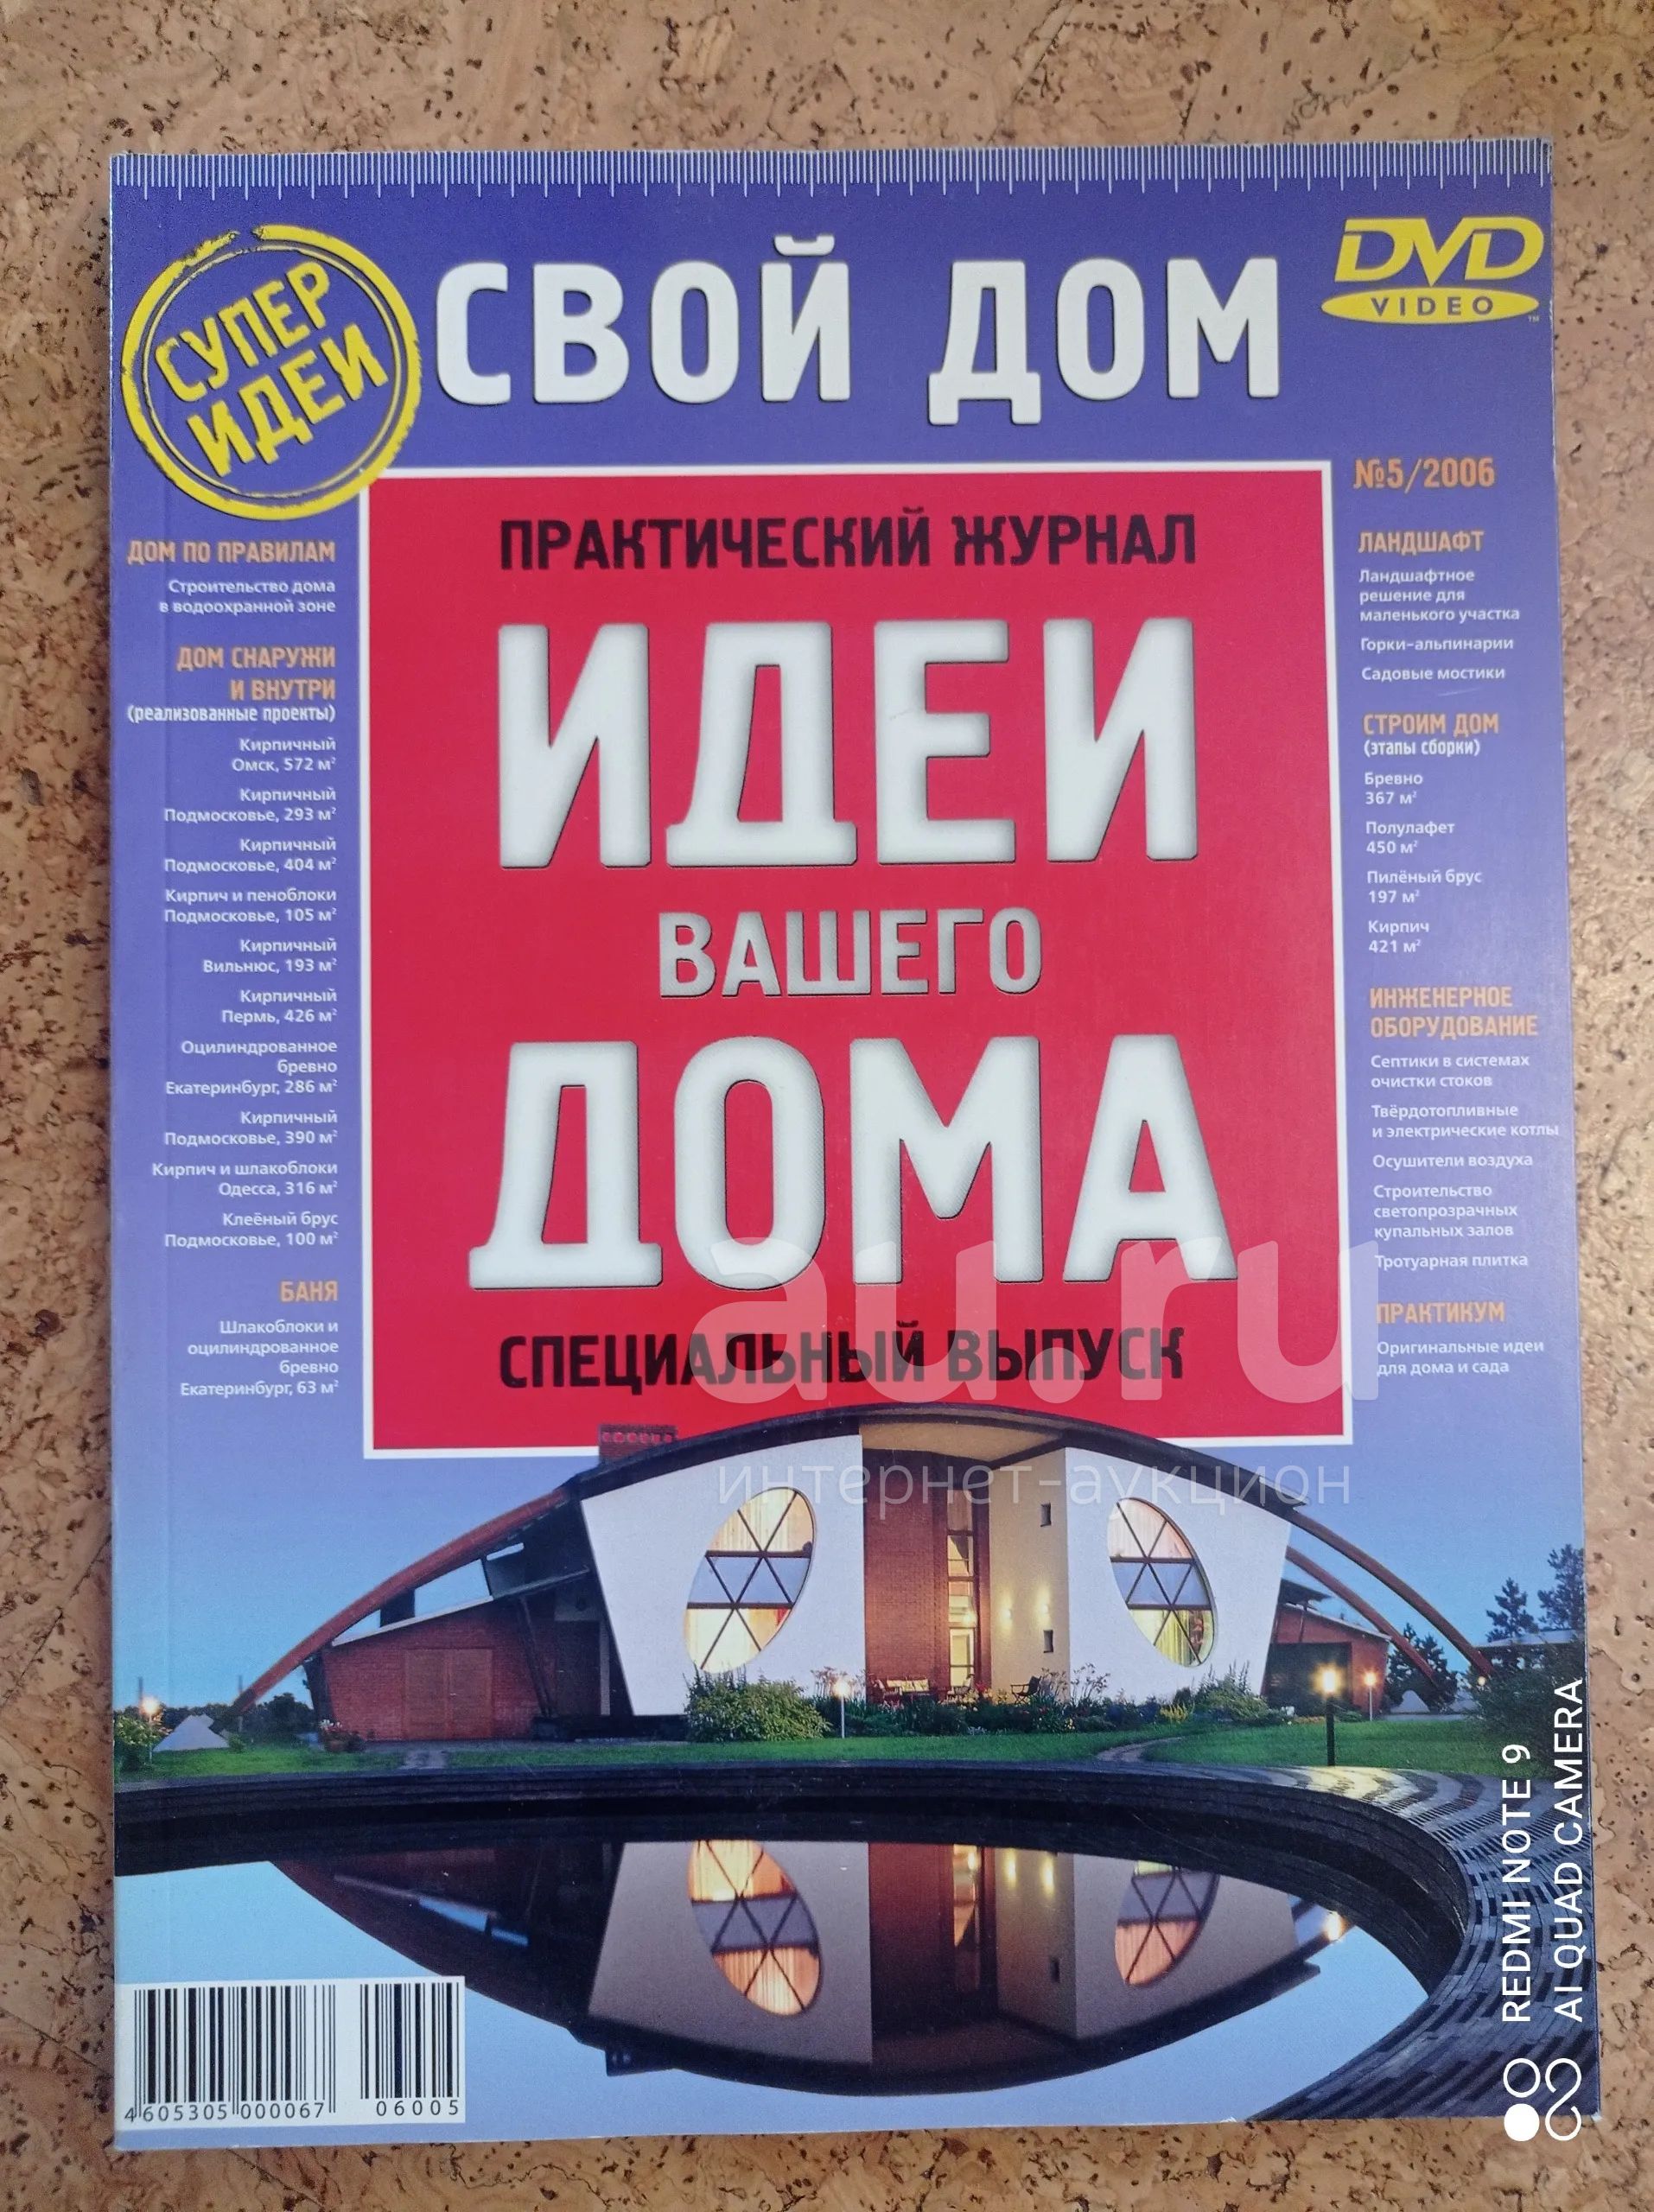 СУПЕР
ИДЕИ
СВОЙ ДОМ
DVD
VIDEO
TM
№5/2006
ПРАКТИЧЕСКИЙ ЖУРНАЛ
ИДЕИ
ВАШЕГО
ДОМА
СПЕЦИАЛЬНЫЙ ВЫПУСК
ДОМ ПО ПРАВИЛАМ
Строительство дома
в водоохранной зоне
ДОМ СНАРУЖИ
И ВНУТРИ
(реализованные проекты)
Кирпичный
Омск, 572 м²
Кирпичный
Подмосковье, 293 м²
Кирпичный
Подмосковье, 404 м²
Кирпич и пеноблоки
Подмосковье, 105 м²
Кирпичный
Вильнюс, 193 м²
Кирпичный
Пермь, 426 м²
Оцилиндрованное
бревно
Екатеринбург, 286 м²
Кирпичный
Подмосковье, 390 м²
Кирпич и шлакоблоки
Одесса, 316 м²
Клеёный брус
Подмосковье, 100 м²
БАНЯ
Шлакоблоки и
оцилиндрованное
бревно
Екатеринбург, 63 м²
ЛАНДШАФТ
Ландшафтное
решение для
маленького участка
Горки-альпинарии
Садовые мостики
СТРОИМ ДОМ
(этапы сборки)
Бревно
367 м²
Полулафет
450 м²
Пилёный брус
197 м²
Кирпич
421 м²
ИНЖЕНЕРНОЕ
ОБОРУДОВАНИЕ
Септики в системах
очистки стоков
Твёрдотопливные
и электрические котлы
Осушители воздуха
Строительство
светопрозрачных
купальных залов
Тротуарная плитка
ПРАКТИКУМ
Оригинальные идеи
для дома и сада
au.ru
интернет-аукцион
4 605305 000067
06005
REDMI NOTE 9
AI QUAD CAMERA